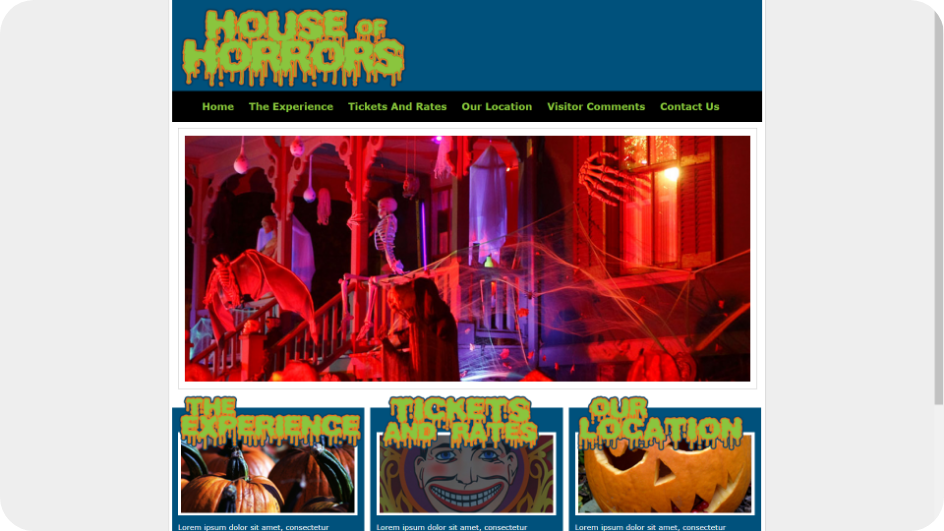 HOUSE OF
HORRORS
Home The Experience Tickets And Rates Our Location Visitor Comments Contact Us
THE
EXPERIENCE
Lorem ipsum dolor sit amet, consectetur
TICKETS
AND RATES
Lorem ipsum dolor sit amet, consectetur
OUR
LOCATION
Lorem ipsum dolor sit amet, consectetur